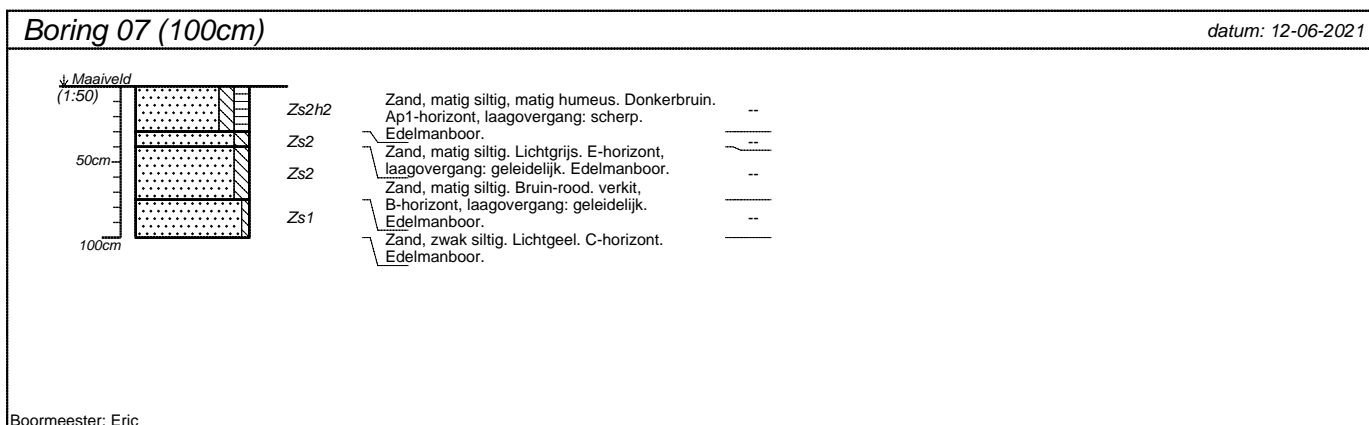 Boring 07 (100cm)
datum: 12-06-2021
Maaiveld
(1:50)
Zs2h2
Zand, matig siltig, matig humeus. Donkerbruin.
Ap1-horizont, laagovergang: scherp.
Edelmanboor.
--
Zs2
Zand, matig siltig. Lichtgrijs. E-horizont,
laagovergang: geleidelijk. Edelmanboor.
--
50cm
Zs2
Zand, matig siltig. Bruin-rood. verkit,
B-horizont, laagovergang: geleidelijk.
Edelmanboor.
--
Zs1
Zand, zwak siltig. Lichtgeel. C-horizont.
Edelmanboor.
--
100cm
Boormeester: Eric